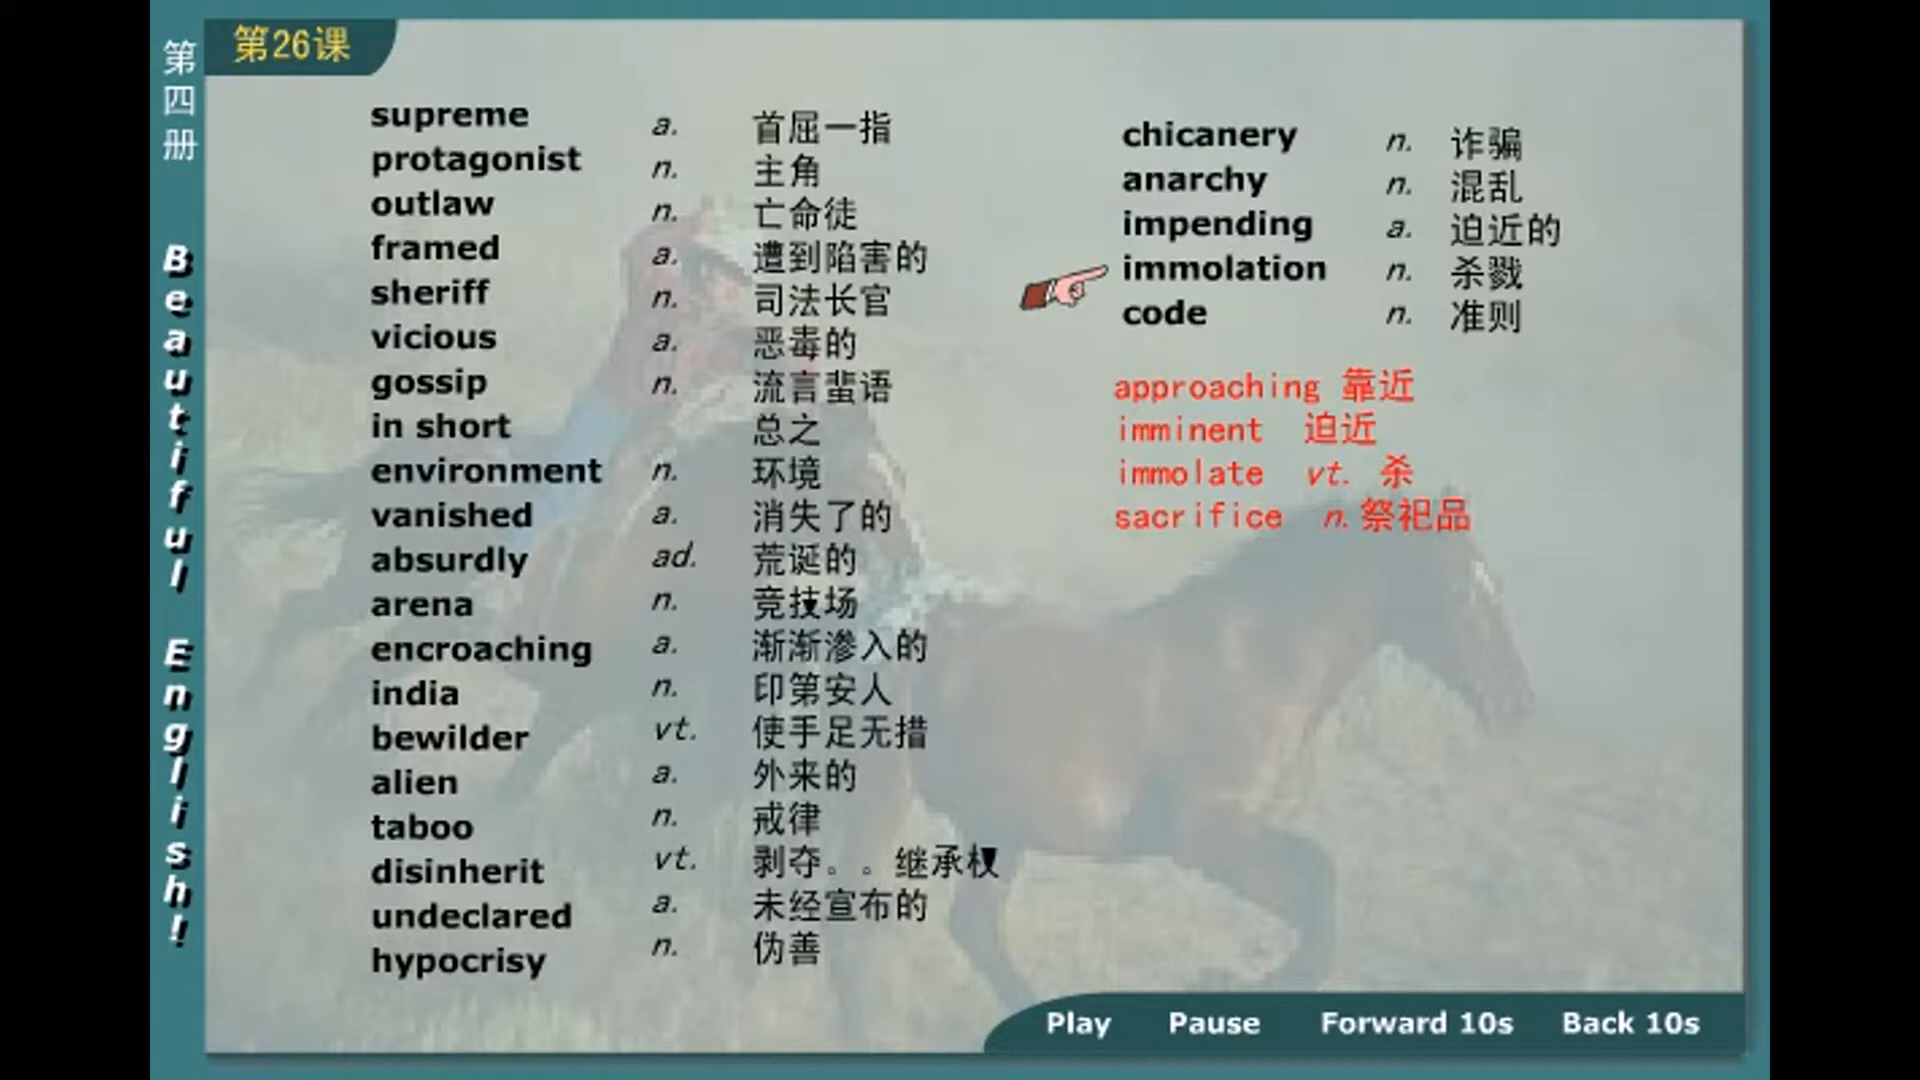 第四册
Beautiful English!
第26课
supreme a. 首屈一指
protagonist n. 主角
outlaw n. 亡命徒
framed a. 遭到陷害的
sheriff n. 司法长官
vicious a. 恶毒的
gossip n. 流言蜚语
in short 总之
environment n. 环境
vanished a. 消失了的
absurdly ad. 荒诞的
arena n. 竞技场
encroaching a. 渐渐渗入的
india n. 印第安人
bewilder vt. 使手足无措
alien a. 外来的
taboo n. 戒律
disinherit vt. 剥夺。。继承权
undeclared a. 未经宣布的
hypocrisy n. 伪善
chicanery n. 诈骗
anarchy n. 混乱
impending a. 迫近的
immolation n. 杀戮
code n. 准则
approaching 靠近
imminent 迫近
immolate vt. 杀
sacrifice n. 祭祀品
Play Pause Forward 10s Back 10s